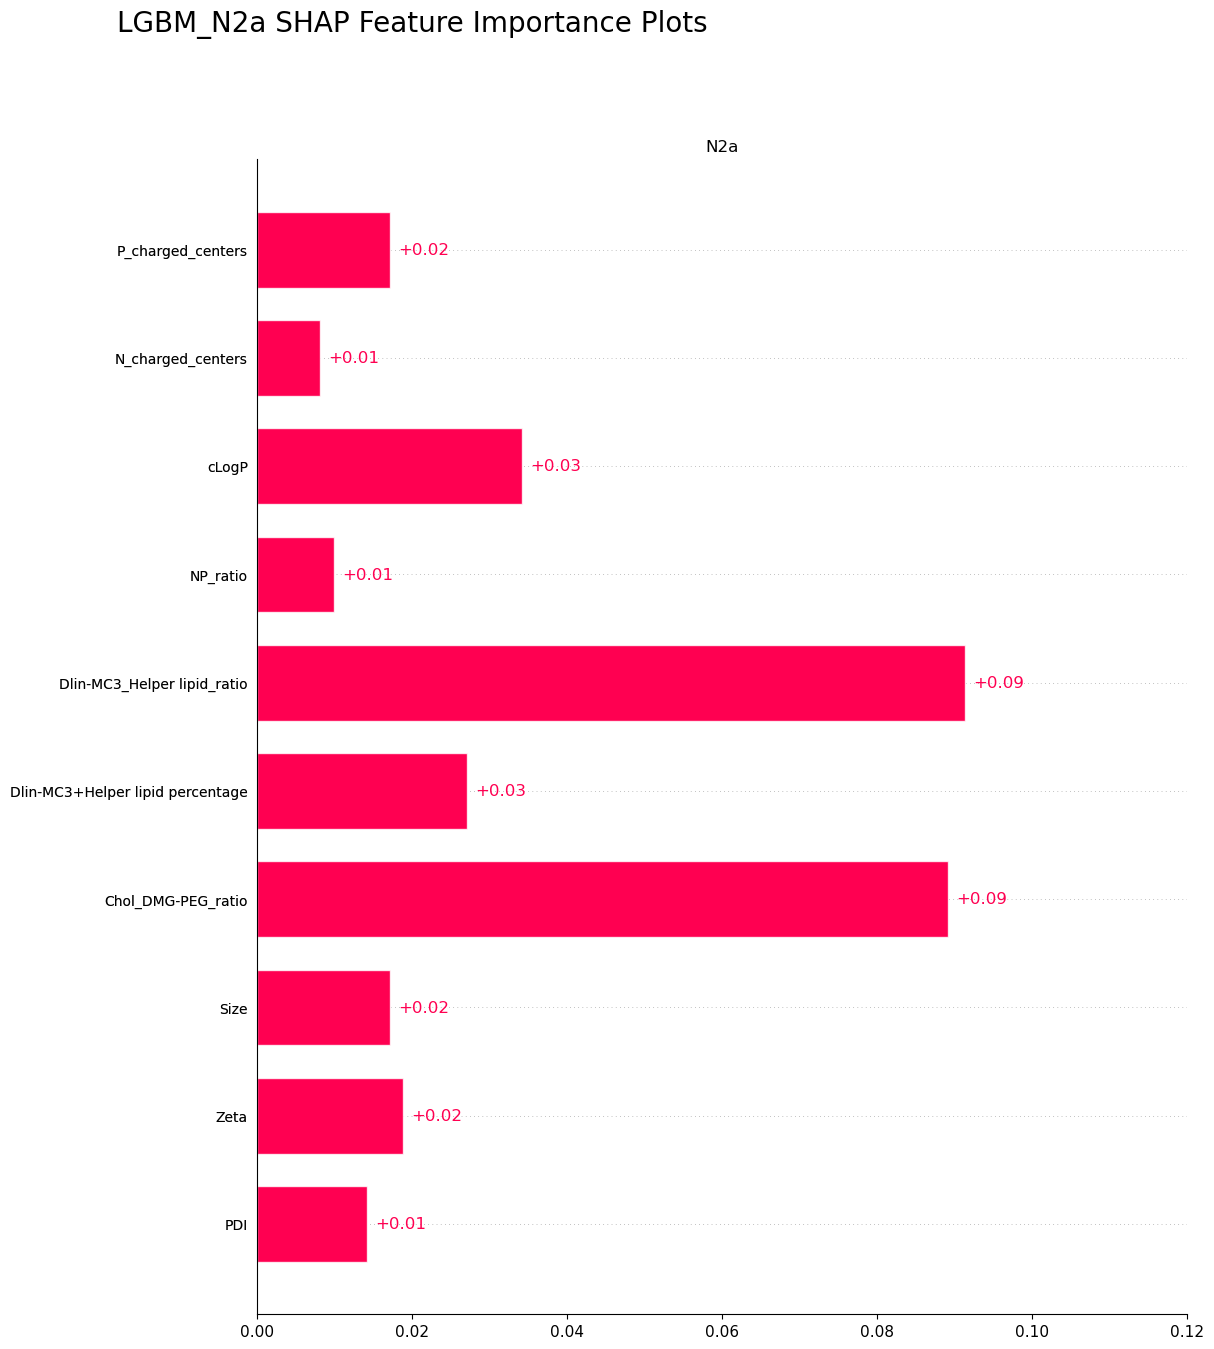 LGBM_N2a SHAP Feature Importance Plots
N2a
P_charged_centers +0.02
N_charged_centers +0.01
cLogP +0.03
NP_ratio +0.01
Dlin-MC3_Helper lipid_ratio +0.09
Dlin-MC3+Helper lipid percentage +0.03
Chol_DMG-PEG_ratio +0.09
Size +0.02
Zeta +0.02
PDI +0.01
0.00 0.02 0.04 0.06 0.08 0.10 0.12